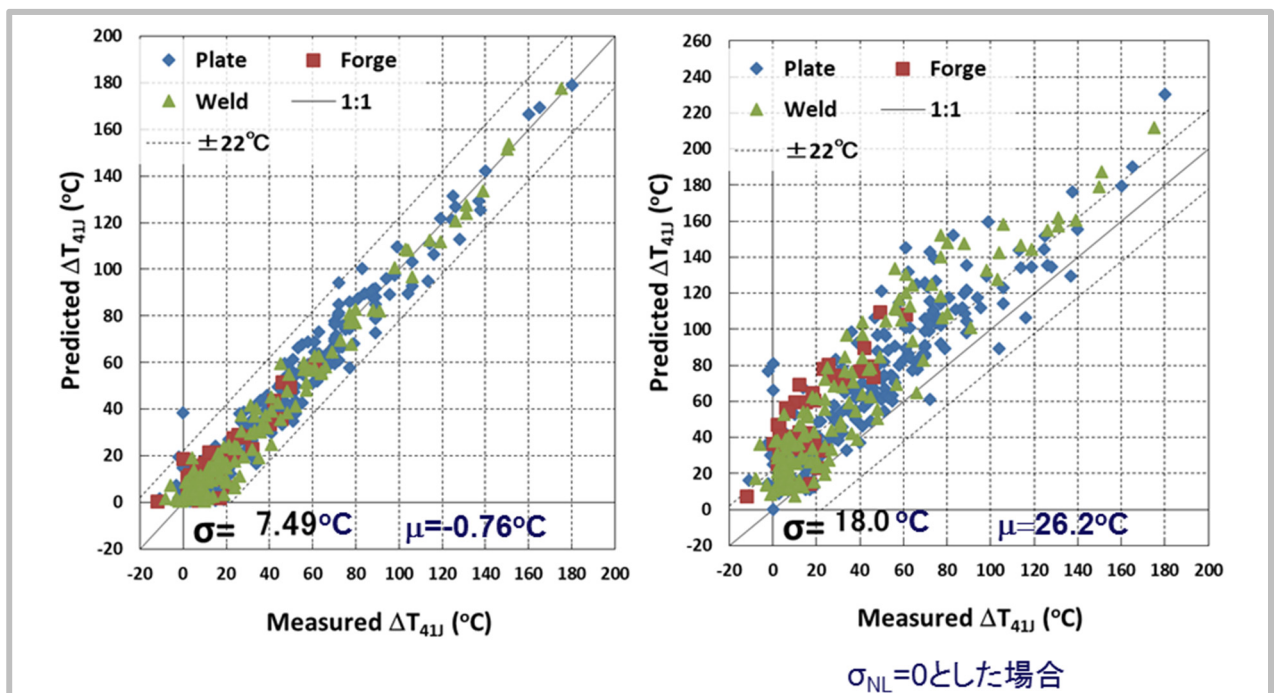 200
180
160
140
120
100
80
60
40
20
0
-20
Predicted ΔT41J (°C)
Plate
Forge
Weld
1:1
±22℃
σ= 7.49°C
μ=-0.76°C
-20 0 20 40 60 80 100 120 140 160 180 200
Measured ΔT41J (°C)
260
240
220
200
180
160
140
120
100
80
60
40
20
0
-20
Predicted ΔT41J (°C)
Plate
Forge
Weld
1:1
±22℃
σ= 18.0 °C
μ=26.2°C
-20 0 20 40 60 80 100 120 140 160 180 200
Measured ΔT41J (°C)
σNL=0とした場合